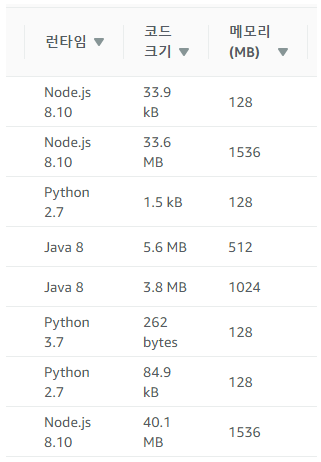 런타임 ▼ 코드 크기 ▼ 메모리 (MB) ▼
Node.js 8.10 33.9 kB 128
Node.js 8.10 33.6 MB 1536
Python 2.7 1.5 kB 128
Java 8 5.6 MB 512
Java 8 3.8 MB 1024
Python 3.7 262 bytes 128
Python 2.7 84.9 kB 128
Node.js 8.10 40.1 MB 1536